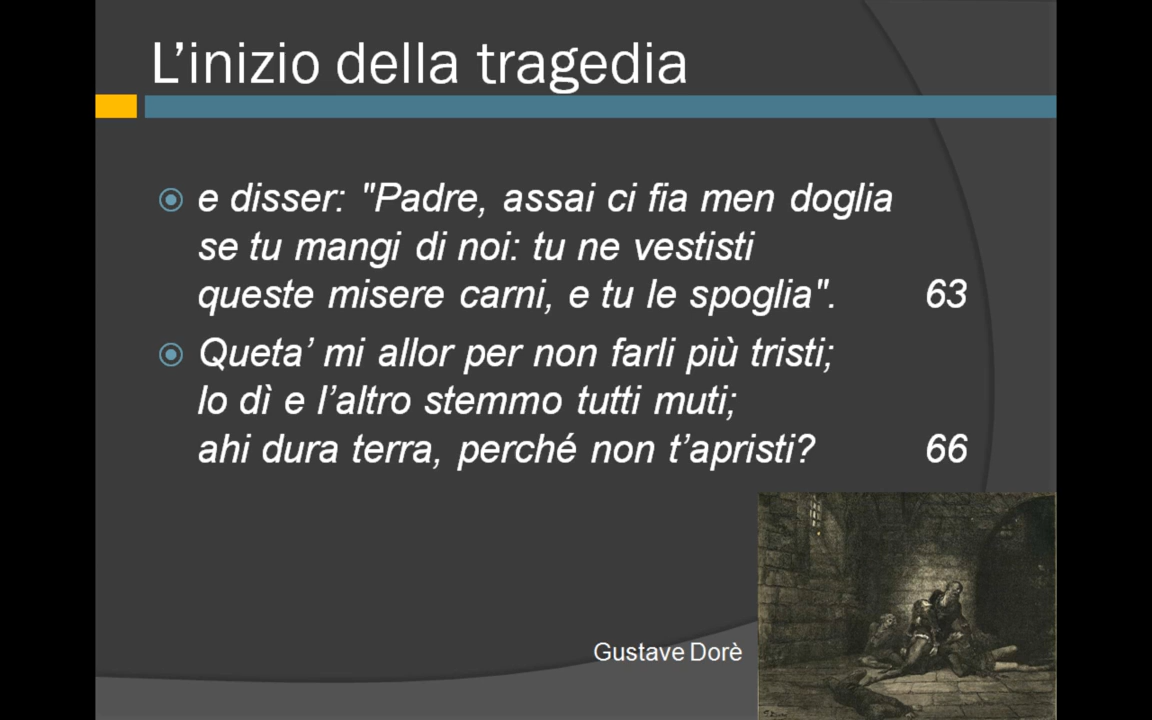 L'inizio della tragedia
e disser: "Padre, assai ci fia men doglia
se tu mangi di noi: tu ne vestisti
queste misere carni, e tu le spoglia". 63
Queta’ mi allor per non farli più tristi;
lo dì e l’altro stemmo tutti muti;
ahi dura terra, perché non t’apristi? 66
Gustave Dorè